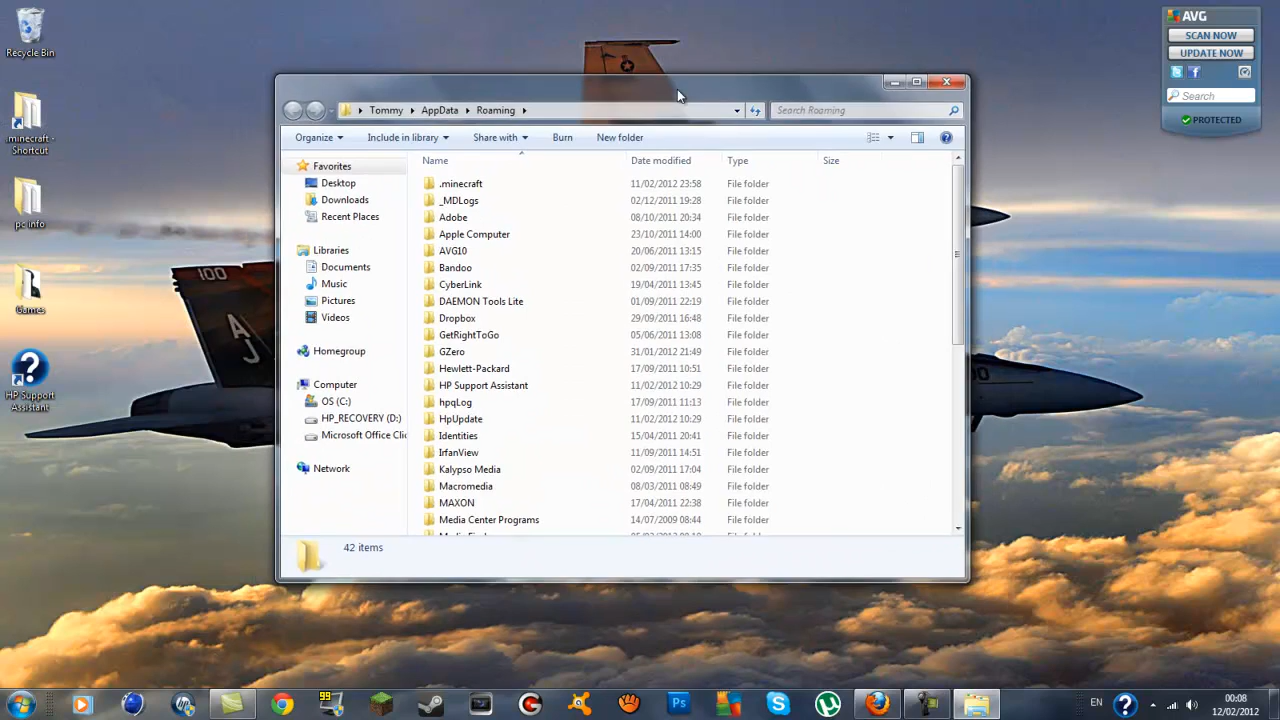 Recycle Bin
.minecraft -
Shortcut
pc info
Games
HP Support
Assistant
AVG
SCAN NOW
UPDATE NOW
Search
PROTECTED
Tommy
AppData
Roaming
Search Roaming
Organize
Include in library
Share with
Burn
New folder
Favorites
Desktop
Downloads
Recent Places
Libraries
Documents
Music
Pictures
Videos
Homegroup
Computer
OS (C:)
HP_RECOVERY (D:)
Microsoft Office Clic
Network
Name Date modified Type Size
.minecraft 11/02/2012 23:58 File folder
_MDLogs 02/12/2011 19:28 File folder
Adobe 08/10/2011 20:34 File folder
Apple Computer 23/10/2011 14:00 File folder
AVG10 20/06/2011 13:15 File folder
Bandoo 02/09/2011 17:35 File folder
CyberLink 19/04/2011 13:45 File folder
DAEMON Tools Lite 01/09/2011 22:19 File folder
Dropbox 29/09/2011 16:48 File folder
GetRightToGo 05/06/2011 13:08 File folder
GZero 31/01/2012 21:49 File folder
Hewlett-Packard 17/09/2011 10:51 File folder
HP Support Assistant 11/02/2012 10:29 File folder
hpqLog 17/09/2011 11:13 File folder
HpUpdate 11/02/2012 10:29 File folder
Identities 15/04/2011 20:41 File folder
IrfanView 11/09/2011 14:51 File folder
Kalypso Media 02/09/2011 17:04 File folder
Macromedia 08/03/2011 08:49 File folder
MAXON 17/04/2011 22:38 File folder
Media Center Programs 14/07/2009 08:44 File folder
42 items
100
A
J
00
99
Ps
EN
00:08
12/02/2012